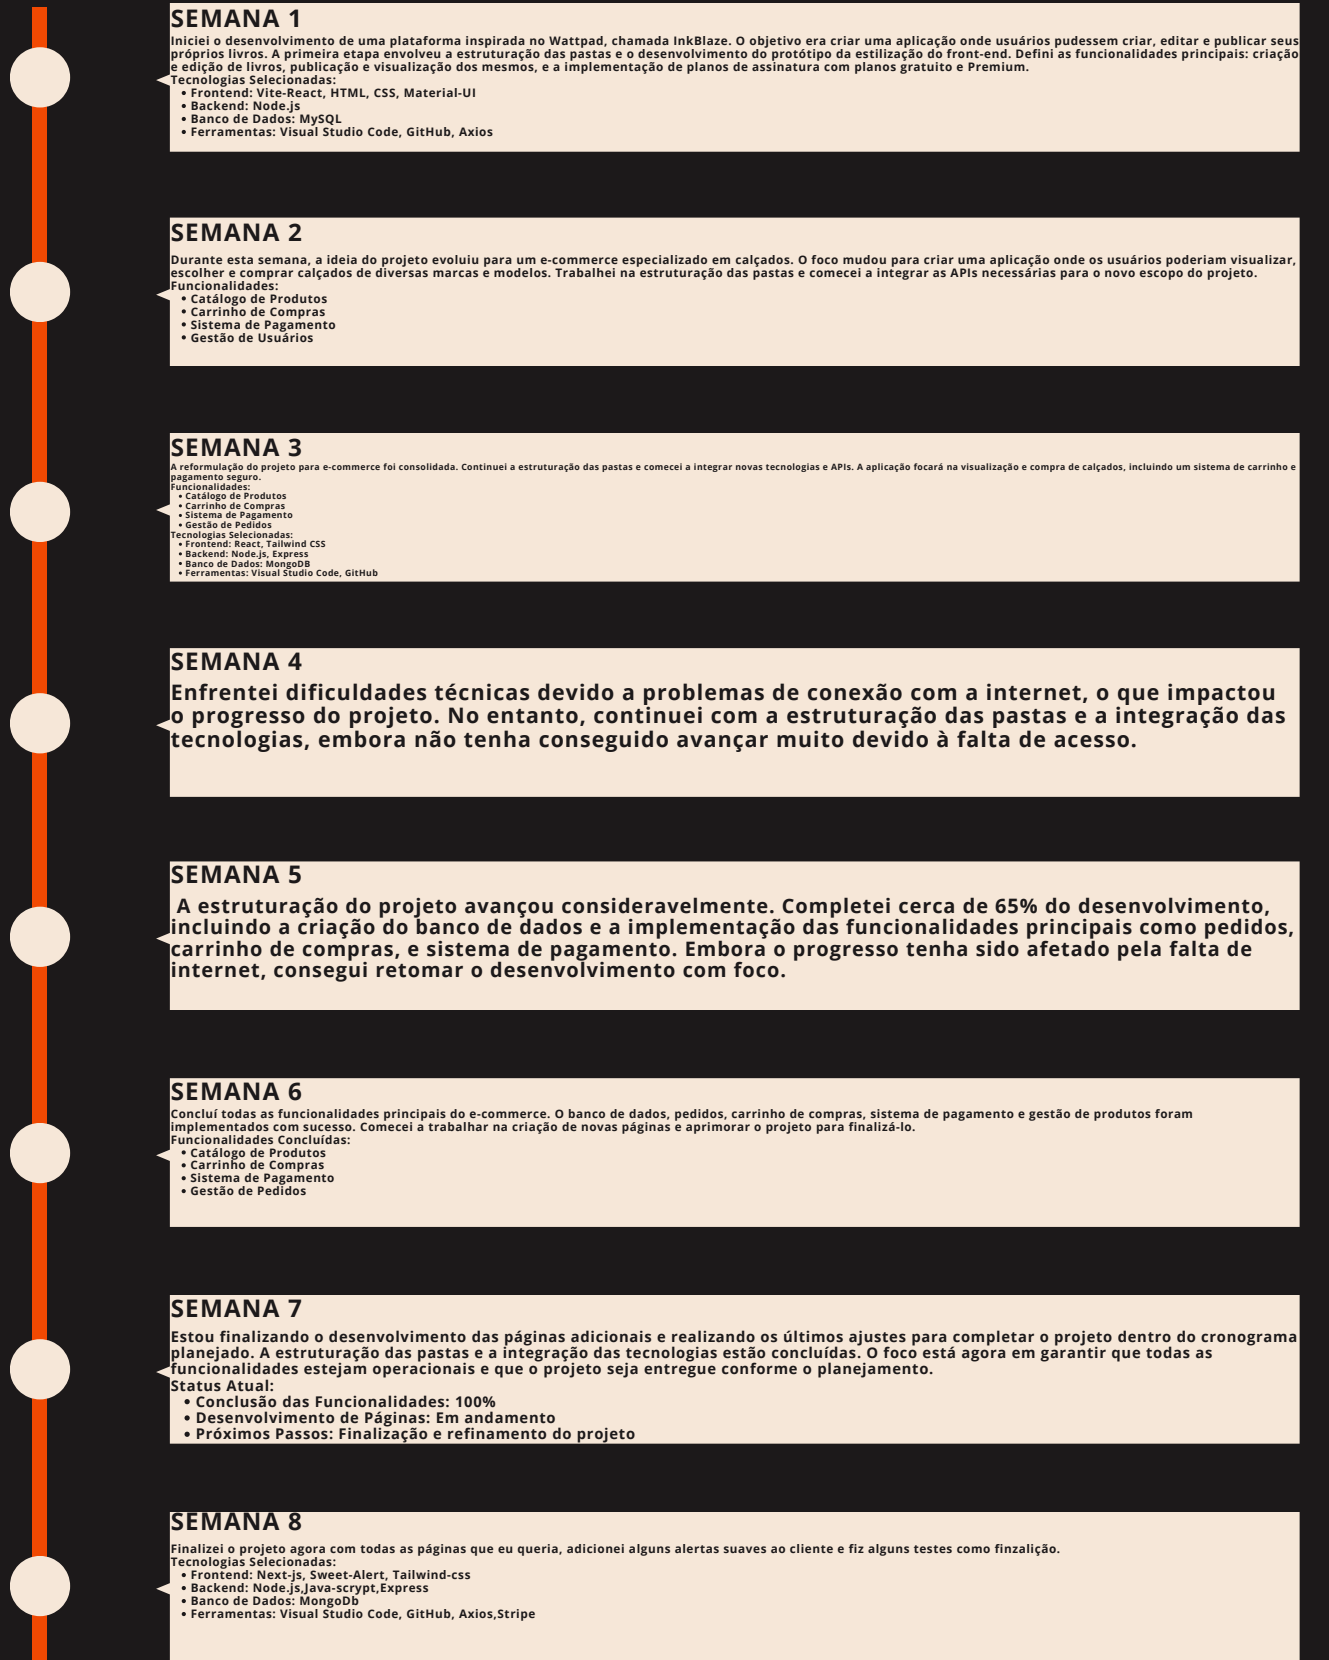 SEMANA 1
Iniciei o desenvolvimento de uma plataforma inspirada no Wattpad, chamada InkBlaze. O objetivo era criar uma aplicação onde usuários pudessem criar, editar e publicar seus
próprios livros. A primeira etapa envolveu a estruturação das pastas e o desenvolvimento do protótipo da estilização do front-end. Defini as funcionalidades principais: criação
e edição de livros, publicação e visualização dos mesmos, e a implementação de planos de assinatura com planos gratuito e Premium.
Tecnologias Selecionadas:
• Frontend: Vite-React, HTML, CSS, Material-UI
• Backend: Node.js
• Banco de Dados: MySQL
• Ferramentas: Visual Studio Code, GitHub, Axios
SEMANA 2
Durante esta semana, a ideia do projeto evoluiu para um e-commerce especializado em calçados. O foco mudou para criar uma aplicação onde os usuários poderiam visualizar,
escolher e comprar calçados de diversas marcas e modelos. Trabalhei na estruturação das pastas e comecei a integrar as APIs necessárias para o novo escopo do projeto.
Funcionalidades:
• Catálogo de Produtos
• Carrinho de Compras
• Sistema de Pagamento
• Gestão de Usuários
SEMANA 3
A reformulação do projeto para e-commerce foi consolidada. Continuei a estruturação das pastas e comecei a integrar novas tecnologias e APIs. A aplicação focará na visualização e compra de calçados, incluindo um sistema de carrinho e
pagamento seguro.
Funcionalidades:
• Catálogo de Produtos
• Carrinho de Compras
• Sistema de Pagamento
• Gestão de Pedidos
Tecnologias Selecionadas:
• Frontend: React, Tailwind CSS
• Backend: Node.js, Express
• Banco de Dados: MongoDB
• Ferramentas: Visual Studio Code, GitHub
SEMANA 4
Enfrentei dificuldades técnicas devido a problemas de conexão com a internet, o que impactou
o progresso do projeto. No entanto, continuei com a estruturação das pastas e a integração das
tecnologias, embora não tenha conseguido avançar muito devido à falta de acesso.
SEMANA 5
A estruturação do projeto avançou consideravelmente. Completei cerca de 65% do desenvolvimento,
incluindo a criação do banco de dados e a implementação das funcionalidades principais como pedidos,
carrinho de compras, e sistema de pagamento. Embora o progresso tenha sido afetado pela falta de
internet, consegui retomar o desenvolvimento com foco.
SEMANA 6
Concluí todas as funcionalidades principais do e-commerce. O banco de dados, pedidos, carrinho de compras, sistema de pagamento e gestão de produtos foram
implementados com sucesso. Comecei a trabalhar na criação de novas páginas e aprimorar o projeto para finalizá-lo.
Funcionalidades Concluídas:
• Catálogo de Produtos
• Carrinho de Compras
• Sistema de Pagamento
• Gestão de Pedidos
SEMANA 7
Estou finalizando o desenvolvimento das páginas adicionais e realizando os últimos ajustes para completar o projeto dentro do cronograma
planejado. A estruturação das pastas e a integração das tecnologias estão concluídas. O foco está agora em garantir que todas as
funcionalidades estejam operacionais e que o projeto seja entregue conforme o planejamento.
Status Atual:
• Conclusão das Funcionalidades: 100%
• Desenvolvimento de Páginas: Em andamento
• Próximos Passos: Finalização e refinamento do projeto
SEMANA 8
Finalizei o projeto agora com todas as páginas que eu queria, adicionei alguns alertas suaves ao cliente e fiz alguns testes como finzalição.
Tecnologias Selecionadas:
• Frontend: Next-js, Sweet-Alert, Tailwind-css
• Backend: Node.js,Java-scrypt,Express
• Banco de Dados: MongoDb
• Ferramentas: Visual Studio Code, GitHub, Axios,Stripe